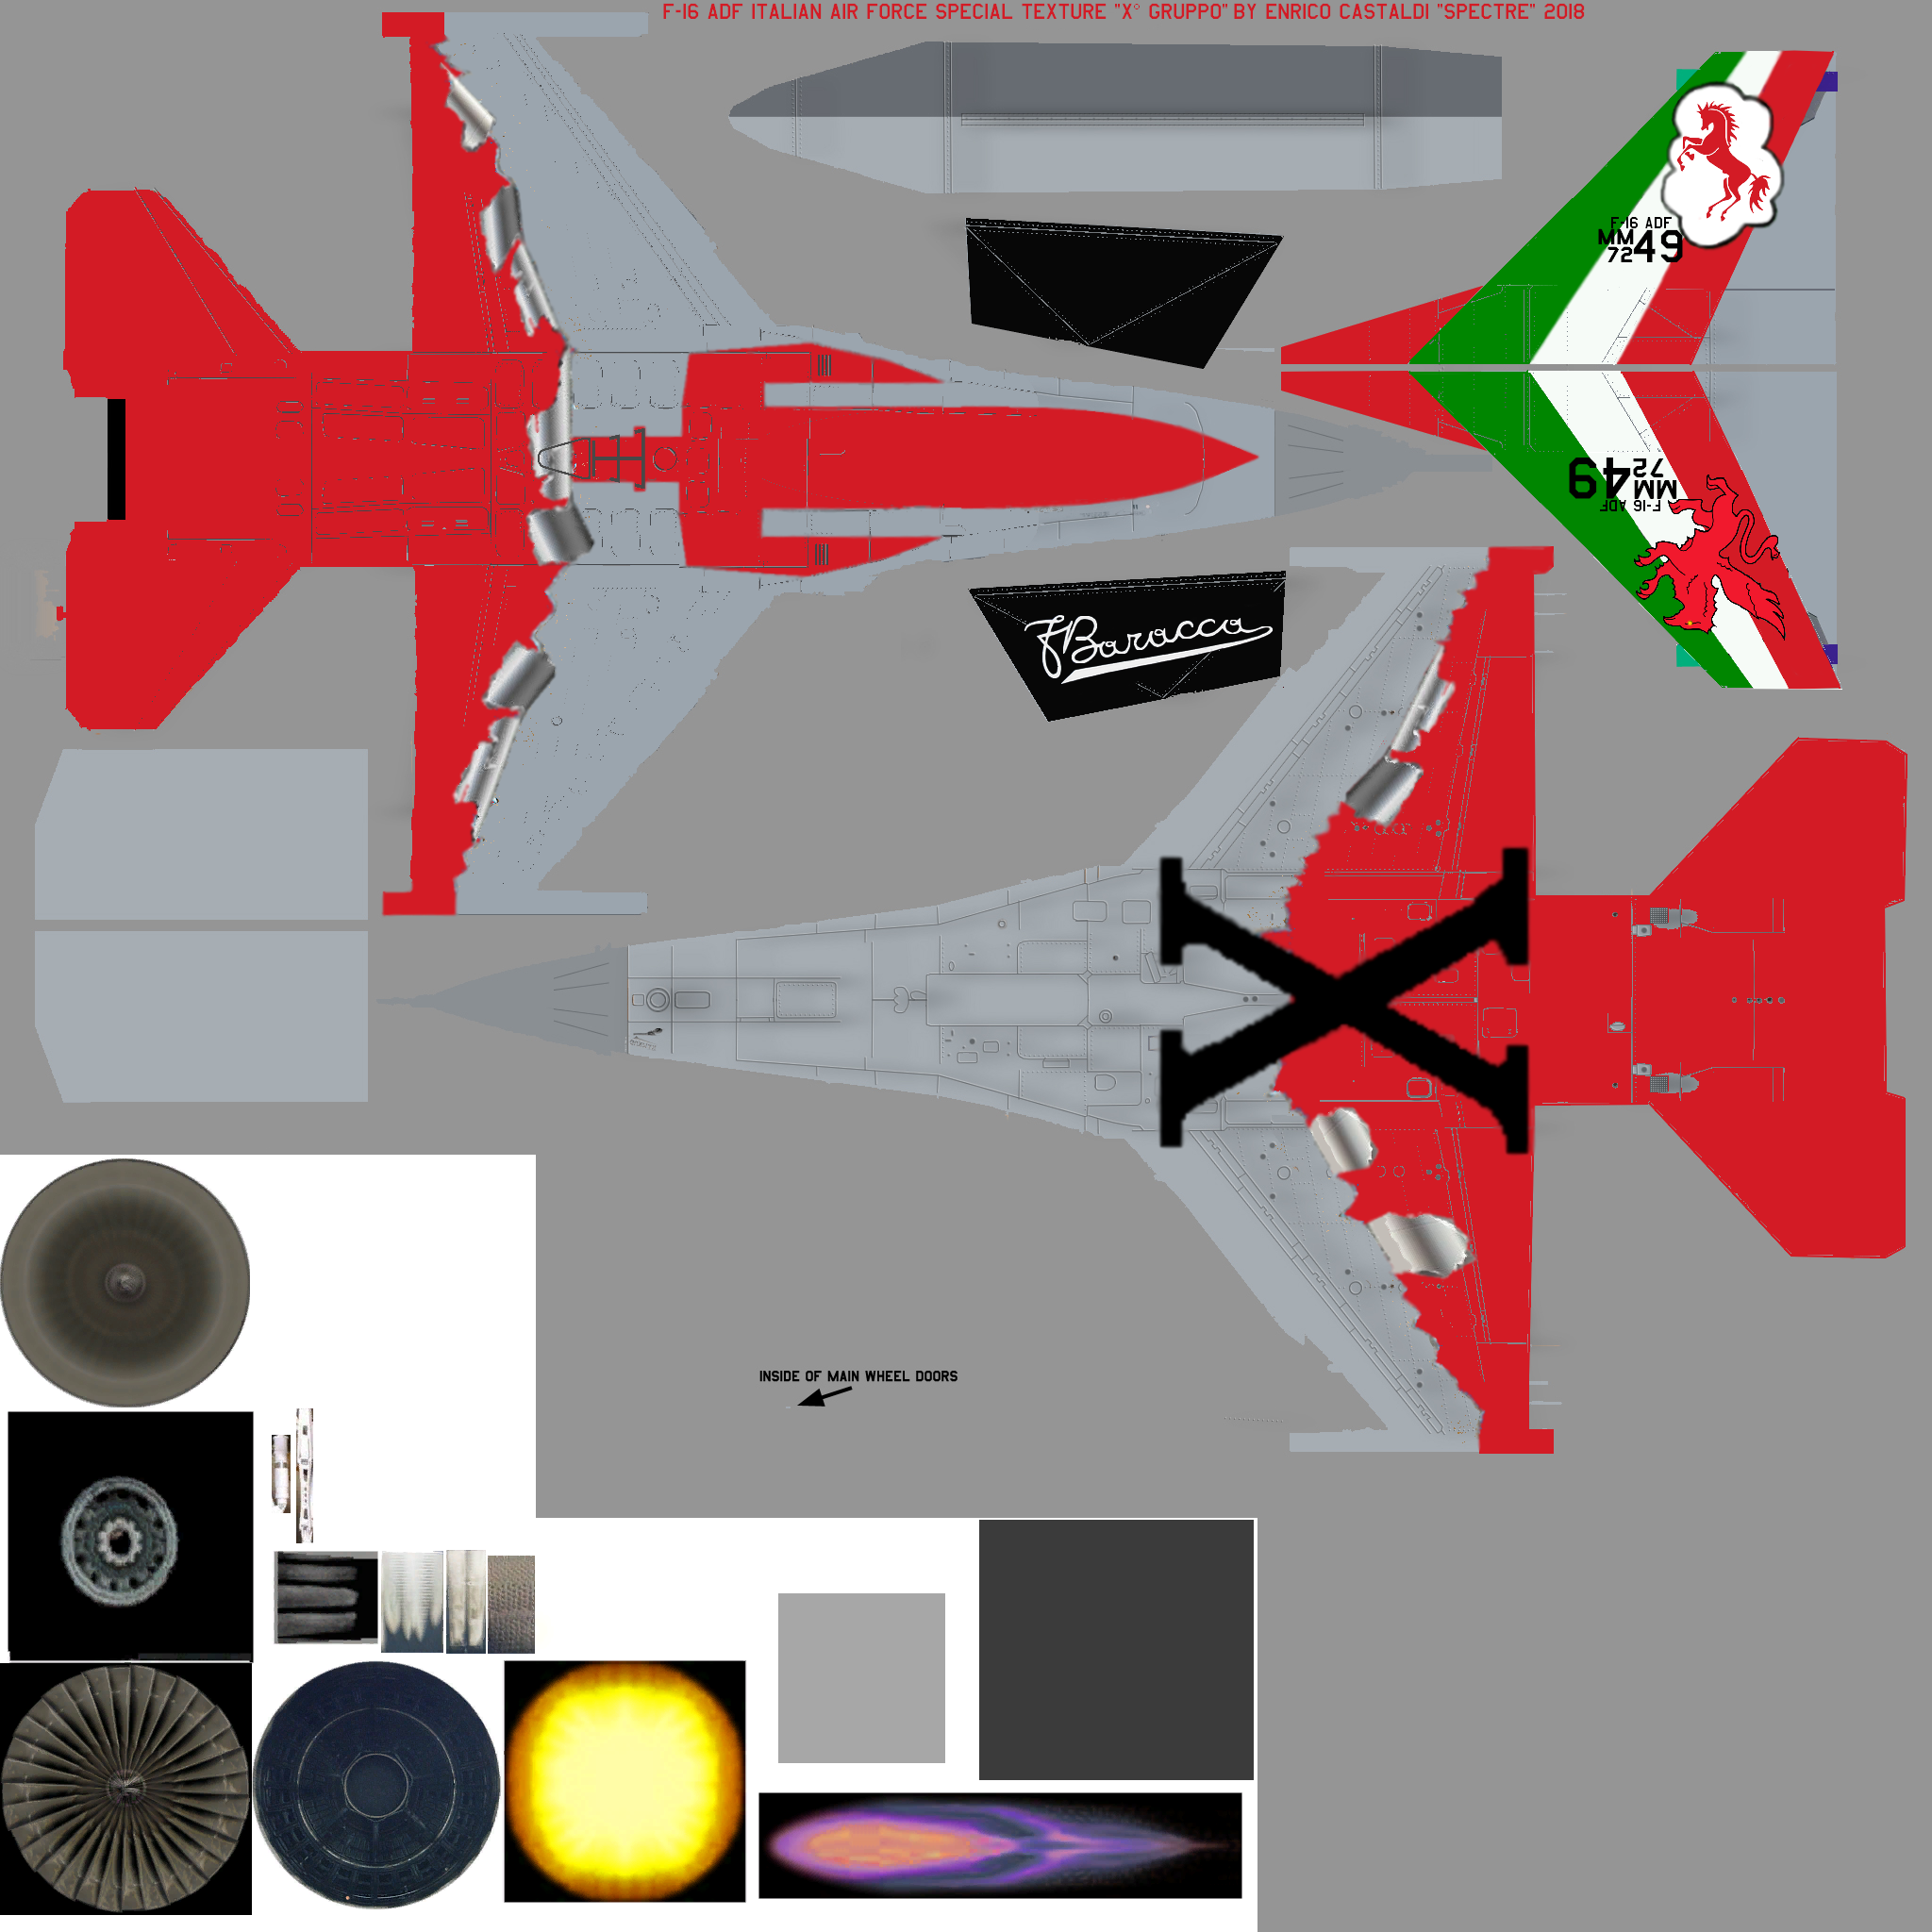 F-16 ADF ITALIAN AIR FORCE SPECIAL TEXTURE "X° GRUPPO" BY ENRICO CASTALDI "SPECTRE" 2018
F-16 ADF
MM
7249
F Baracca
MM
7249
F-16 ADF
X
INSIDE OF MAIN WHEEL DOORS